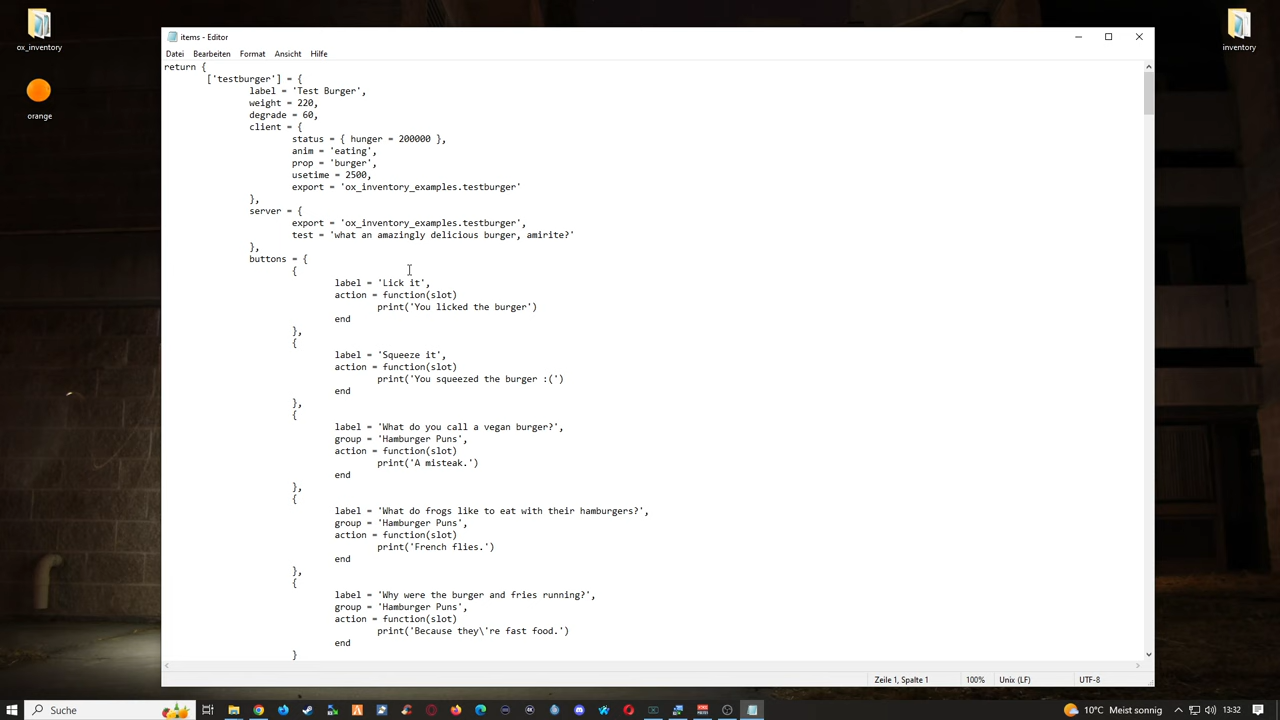 ox_inventory
orange
inventory
items - Editor
Datei Bearbeiten Format Ansicht Hilfe
return {
['testburger'] = {
label = 'Test Burger',
weight = 220,
degrade = 60,
client = {
status = { hunger = 200000 },
anim = 'eating',
prop = 'burger',
usetime = 2500,
export = 'ox_inventory_examples.testburger'
},
server = {
export = 'ox_inventory_examples.testburger',
test = 'what an amazingly delicious burger, amirite?'
},
buttons = {
{
label = 'Lick it',
action = function(slot)
print('You licked the burger')
end
},
{
label = 'Squeeze it',
action = function(slot)
print('You squeezed the burger :(')
end
},
{
label = 'What do you call a vegan burger?',
group = 'Hamburger Puns',
action = function(slot)
print('A misteak.')
end
},
{
label = 'What do frogs like to eat with their hamburgers?',
group = 'Hamburger Puns',
action = function(slot)
print('French flies.')
end
},
{
label = 'Why were the burger and fries running?',
group = 'Hamburger Puns',
action = function(slot)
print('Because they\'re fast food.')
end
}
Zeile 1, Spalte 1 100% Unix (LF) UTF-8
Suche
10°C Meist sonnig 13:32